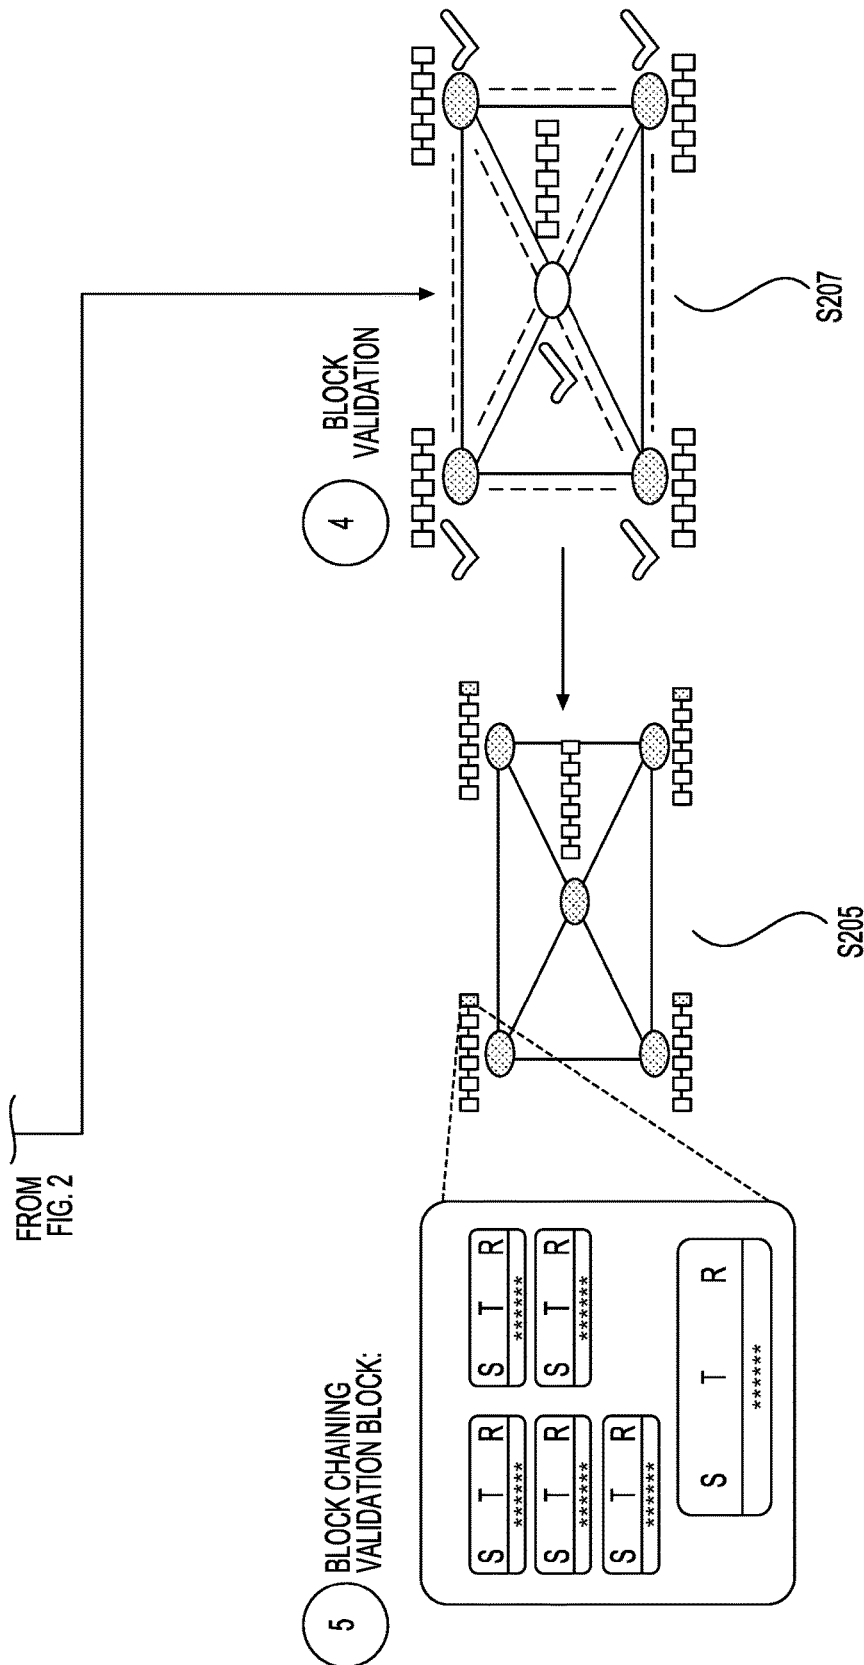 FROM
FIG. 2
4
BLOCK
VALIDATION
S207
5
BLOCK CHAINING
VALIDATION BLOCK:
S T R
******
S T R
******
S T R
******
S T R
******
S T R
******
S T R
******
S205